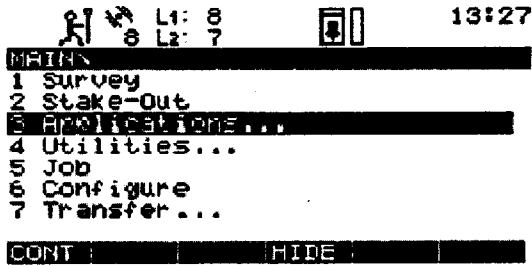 L1: 8 13:27
8 L2: 7
MAIN\
1 Survey
2 Stake-Out
3 Applications...
4 Utilities...
5 Job
6 Configure
7 Transfer...
CONT HIDE